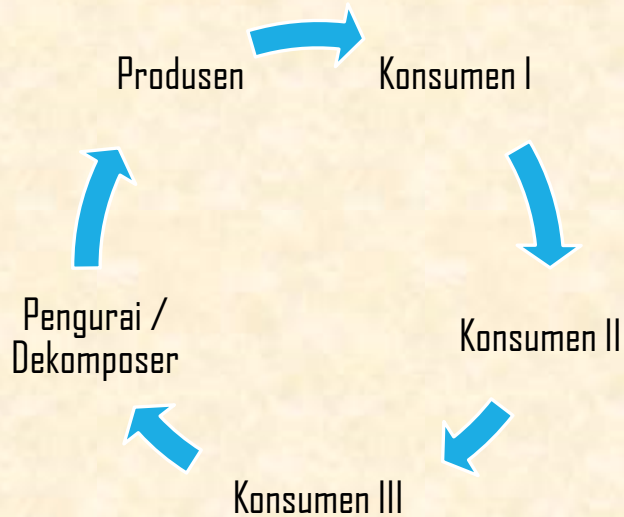 Produsen
Konsumen I
Konsumen II
Konsumen III
Pengurai /
Dekomposer